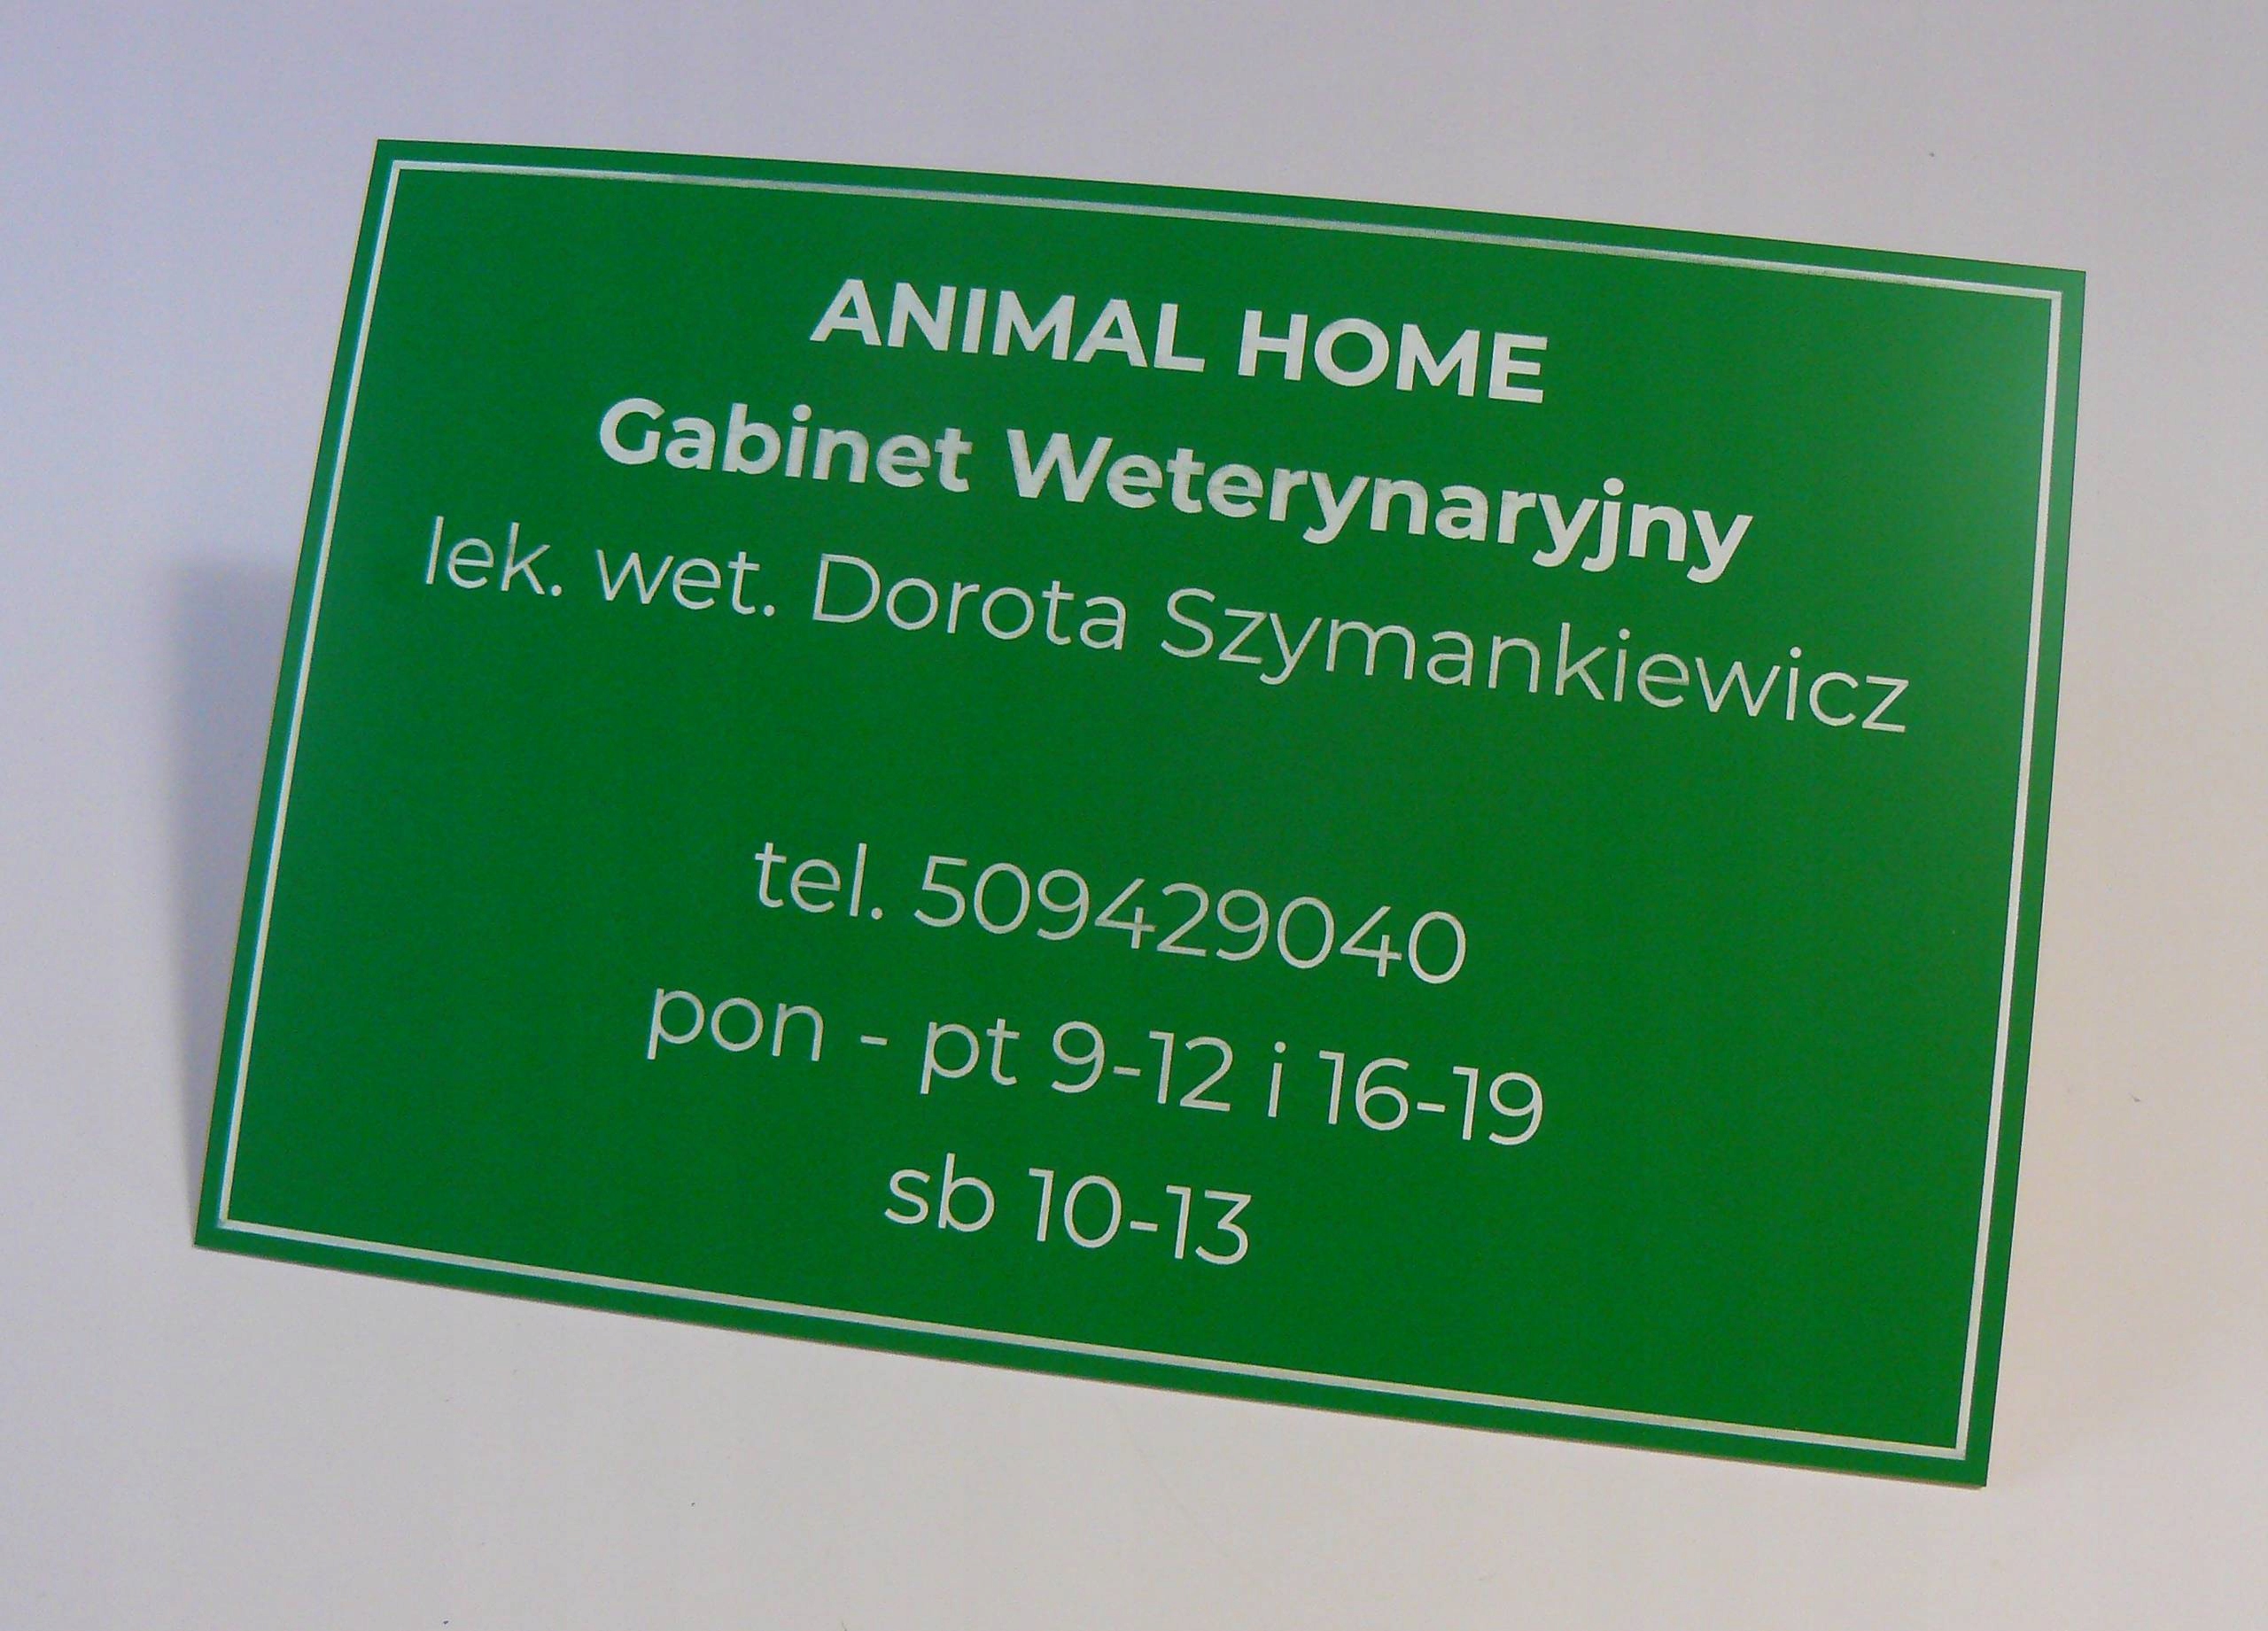 ANIMAL HOME
Gabinet Weterynaryjny
lek. wet. Dorota Szymankiewicz
tel. 509429040
pon - pt 9-12 i 16-19
sb 10-13